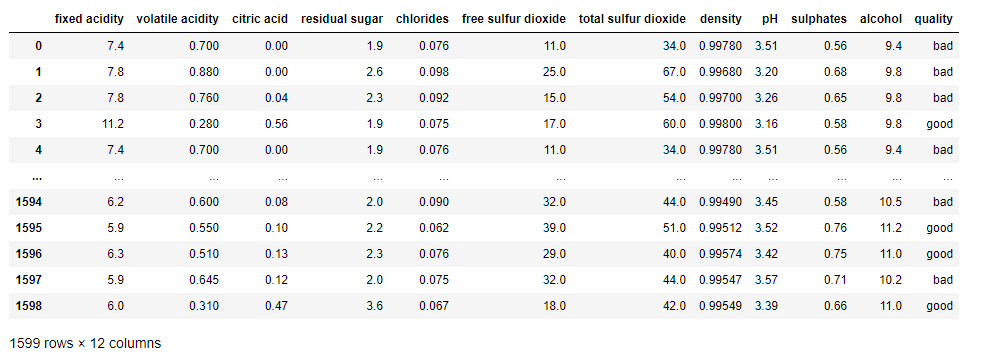 fixed acidity volatile acidity citric acid residual sugar chlorides free sulfur dioxide total sulfur dioxide density pH sulphates alcohol quality
0 7.4 0.700 0.00 1.9 0.076 11.0 34.0 0.99780 3.51 0.56 9.4 bad
1 7.8 0.880 0.00 2.6 0.098 25.0 67.0 0.99680 3.20 0.68 9.8 bad
2 7.8 0.760 0.04 2.3 0.092 15.0 54.0 0.99700 3.26 0.65 9.8 bad
3 11.2 0.280 0.56 1.9 0.075 17.0 60.0 0.99800 3.16 0.58 9.8 good
4 7.4 0.700 0.00 1.9 0.076 11.0 34.0 0.99780 3.51 0.56 9.4 bad
... ... ... ... ... ... ... ... ... ... ... ... ...
1594 6.2 0.600 0.08 2.0 0.090 32.0 44.0 0.99490 3.45 0.58 10.5 bad
1595 5.9 0.550 0.10 2.2 0.062 39.0 51.0 0.99512 3.52 0.76 11.2 good
1596 6.3 0.510 0.13 2.3 0.076 29.0 40.0 0.99574 3.42 0.75 11.0 good
1597 5.9 0.645 0.12 2.0 0.075 32.0 44.0 0.99547 3.57 0.71 10.2 bad
1598 6.0 0.310 0.47 3.6 0.067 18.0 42.0 0.99549 3.39 0.66 11.0 good
1599 rows × 12 columns